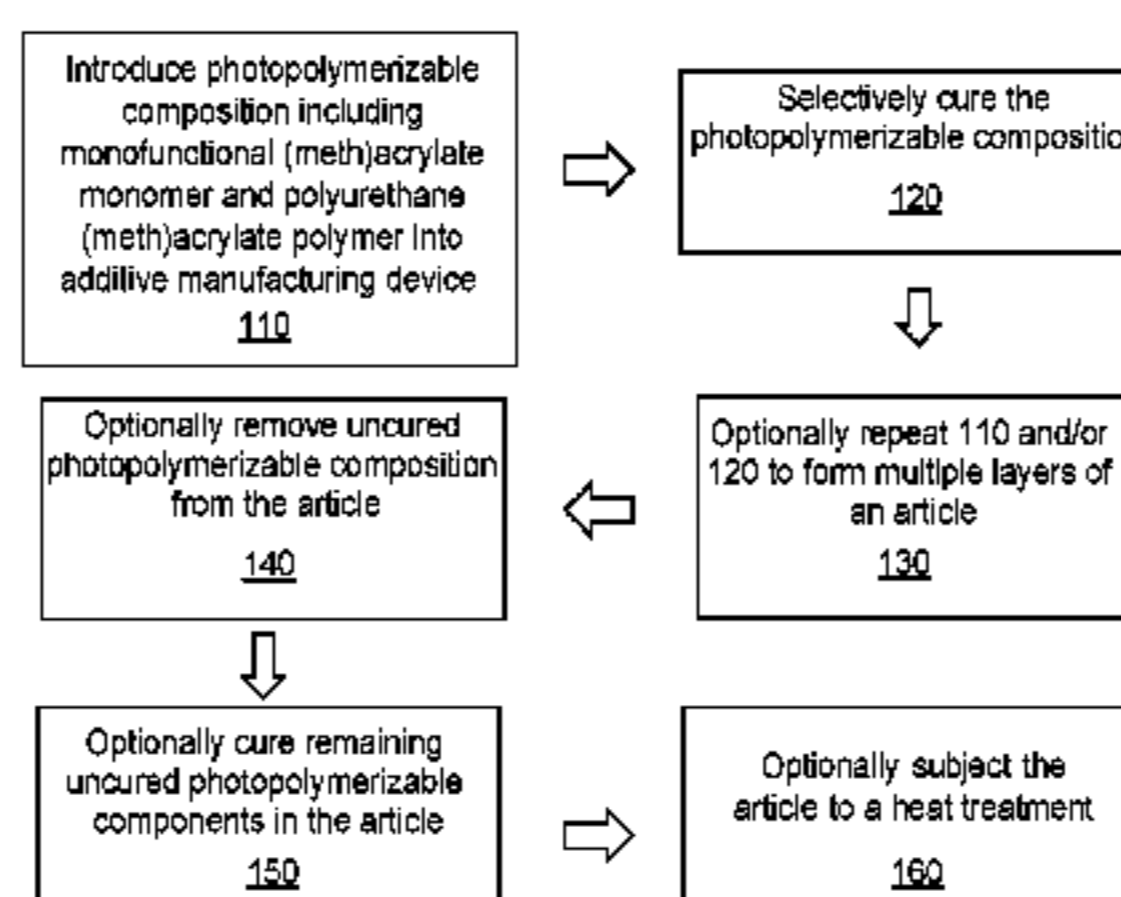 Introduce photopolymerizable
composition including
monofunctional (meth)acrylate
monomer and polyurethane
(meth)acrylate polymer into
additive manufacturing device
110
Selectively cure the
photopolymerizable compositio
120
Optionally repeat 110 and/or
120 to form multiple layers of
an article
130
Optionally remove uncured
photopolymerizable composition
from the article
140
Optionally cure remaining
uncured photopolymerizable
components in the article
150
Optionally subject the
article to a heat treatment
160